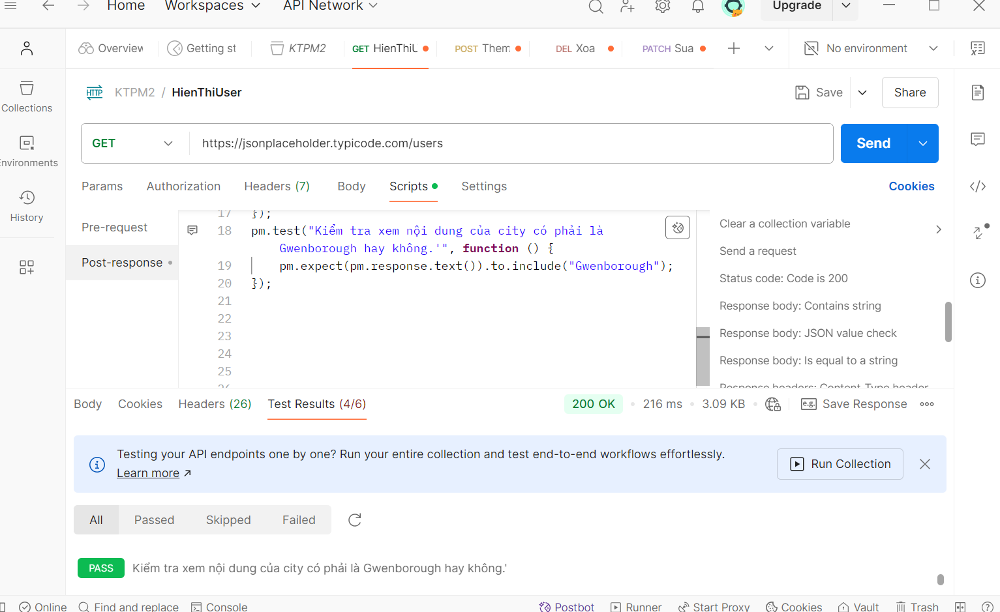 Home Workspaces API Network Upgrade
Overview Getting st KTPM2 GET HienThiU POST Them DEL Xoa PATCH Sua No environment
HTTP KTPM2 / HienThiUser Save Share
GET https://jsonplaceholder.typicode.com/users Send
Params Authorization Headers (7) Body Scripts Settings Cookies
Collections
Environments
History
Pre-request
Post-response
17 });
18 pm.test("Kiểm tra xem nội dung của city có phải là
Gwenborough hay không.'", function () {
19 pm.expect(pm.response.text()).to.include("Gwenborough");
20 });
21
22
23
24
25
Clear a collection variable
Send a request
Status code: Code is 200
Response body: Contains string
Response body: JSON value check
Response body: Is equal to a string
Response headers: Content-Type header
Body Cookies Headers (26) Test Results (4/6) 200 OK 216 ms 3.09 KB e.g. Save Response
Testing your API endpoints one by one? Run your entire collection and test end-to-end workflows effortlessly.
Learn more ↗ Run Collection
All Passed Skipped Failed
PASS Kiểm tra xem nội dung của city có phải là Gwenborough hay không.'
Online Find and replace Console Postbot Runner Start Proxy Cookies Vault Trash